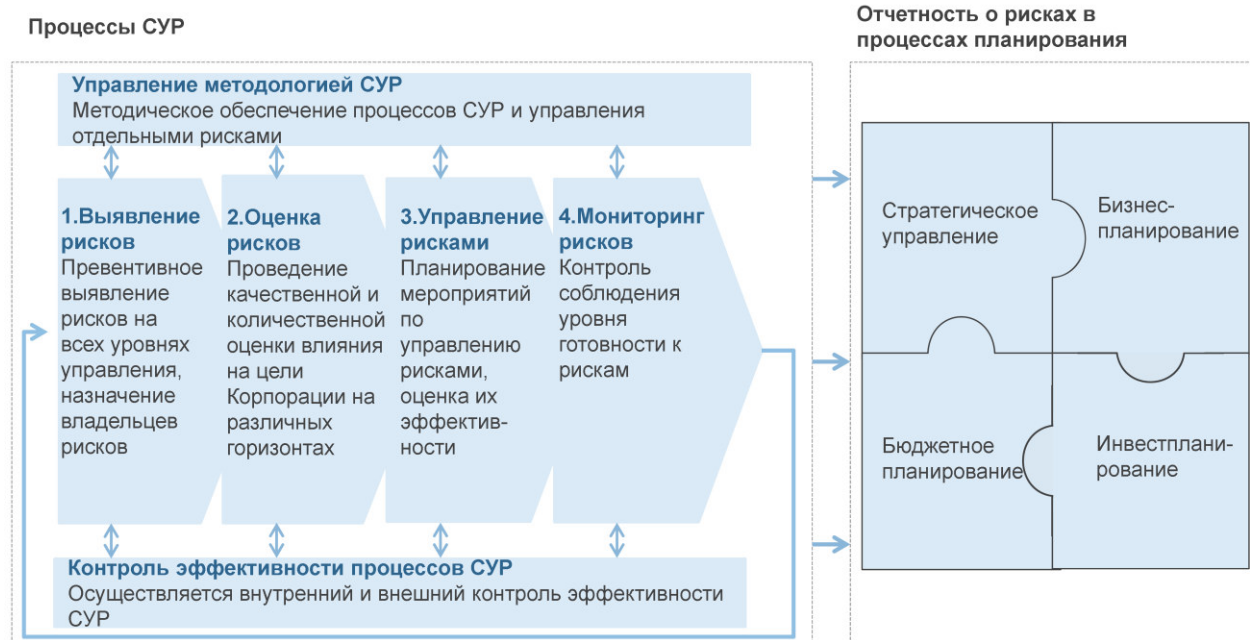 Процессы СУР
Отчетность о рисках в
процессах планирования
Управление методологией СУР
Методическое обеспечение процессов СУР и управления
отдельными рисками
1.Выявление
рисков
Превентивное
выявление
рисков на
всех уровнях
управления,
назначение
владельцев
рисков
2.Оценка
рисков
Проведение
качественной и
количественной
оценки влияния
на цели
Корпорации на
различных
горизонтах
3.Управление
рисками
Планирование
мероприятий
по
управлению
рисками,
оценка их
эффектив-
ности
4.Мониторинг
рисков
Контроль
соблюдения
уровня
готовности к
рискам
Контроль эффективности процессов СУР
Осуществляется внутренний и внешний контроль эффективности
СУР
Стратегическое
управление
Бизнес-
планирование
Бюджетное
планирование
Инвестплани-
рование